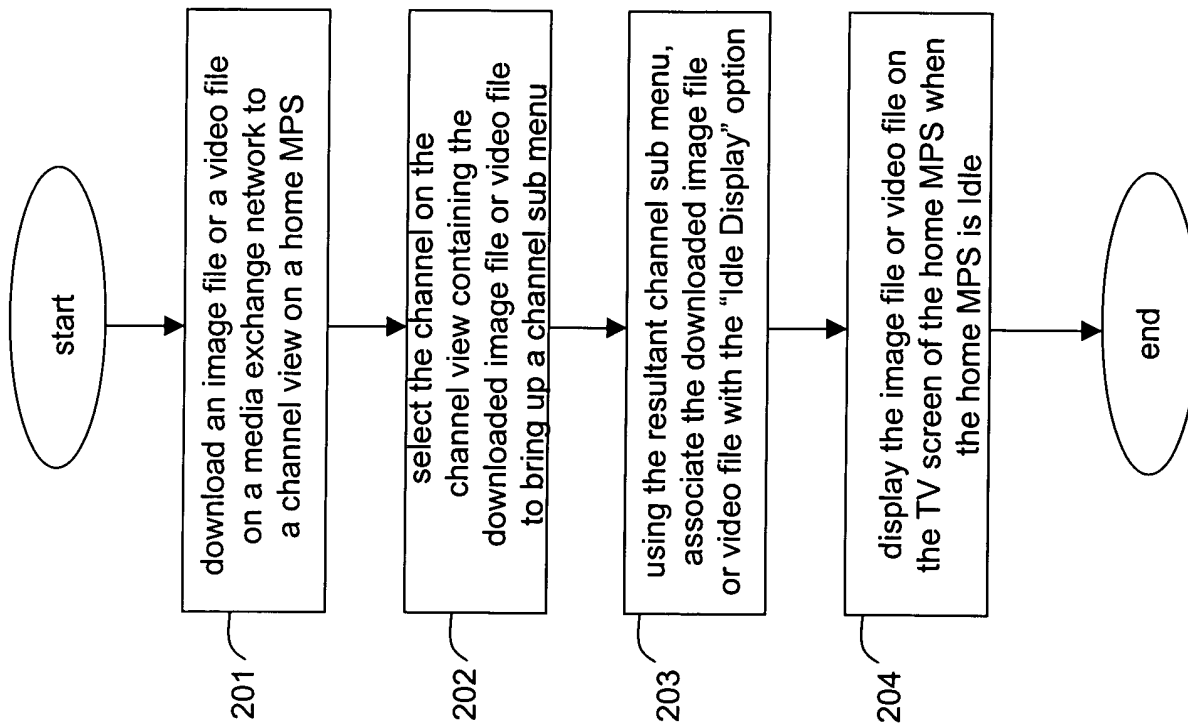 start
201
download an image file or a video file
on a media exchange network to
a channel view on a home MPS
202
select the channel on the
channel view containing the
downloaded image file or video file
to bring up a channel sub menu
203
using the resultant channel sub menu,
associate the downloaded image file
or video file with the “Idle Display” option
204
display the image file or video file on
the TV screen of the home MPS when
the home MPS is Idle
end